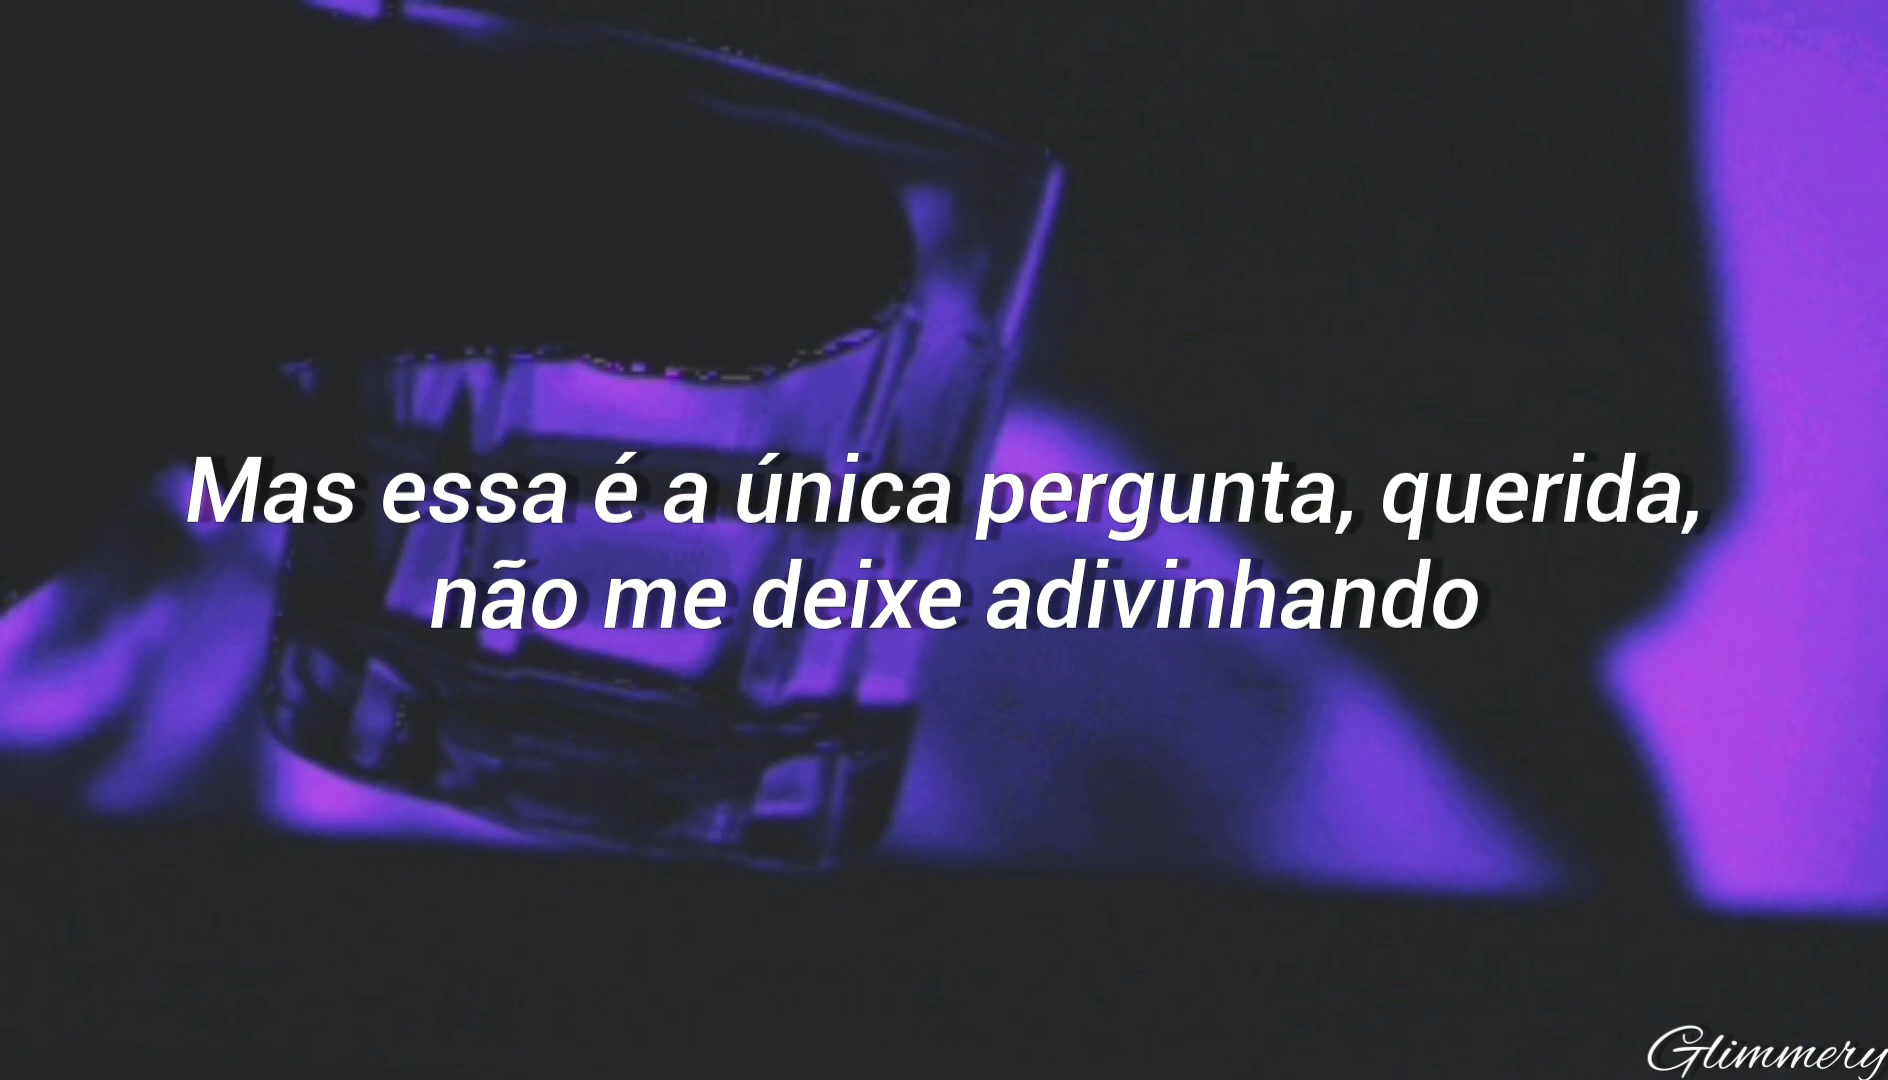 Mas essa é a única pergunta, querida,
não me deixe adivinhando
Glimmery